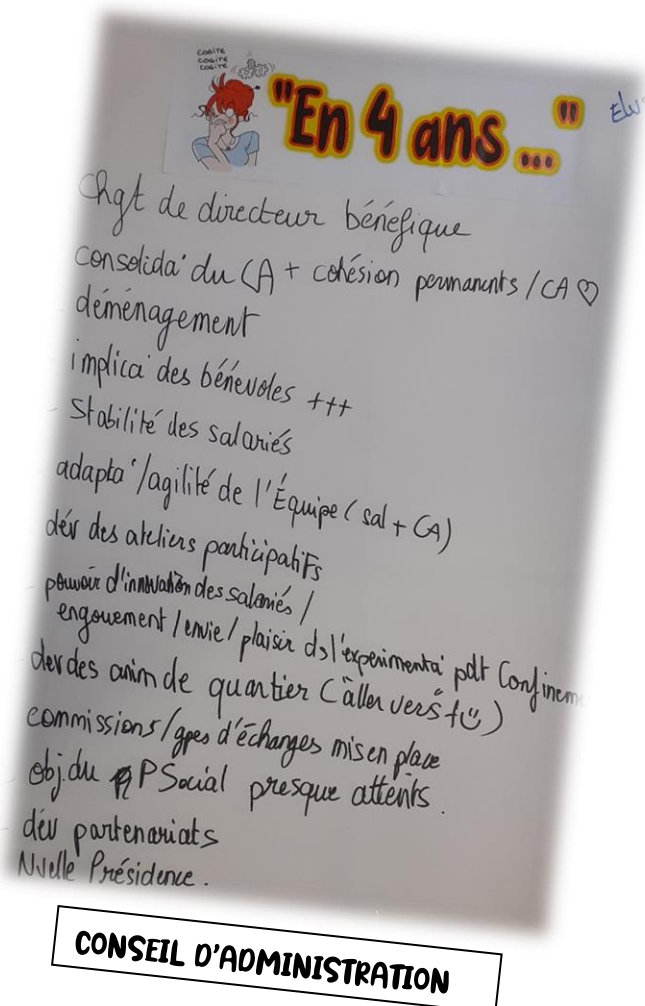 COGITE
COGITE
COGITE
"En 4 ans..."
Elus
Chgt de directeur bénéfique
consolida° du CA + cohésion permanents / CA ♡
déménagement
implica° des bénévoles +++
Stabilité des salariés
adapta°/agilité de l'Équipe (sal + CA)
dév des ateliers participatifs
pouvoir d'innovation des salariés /
engouement / envie / plaisir ds l'expérimenta° pdt Confinem
dev des anim de quartier ("aller vers" + ☺)
commissions/gpes d'échanges mis en place
obj. du P Social presque atteints.
dév partenariats
Nvelle Présidence.
CONSEIL D'ADMINISTRATION